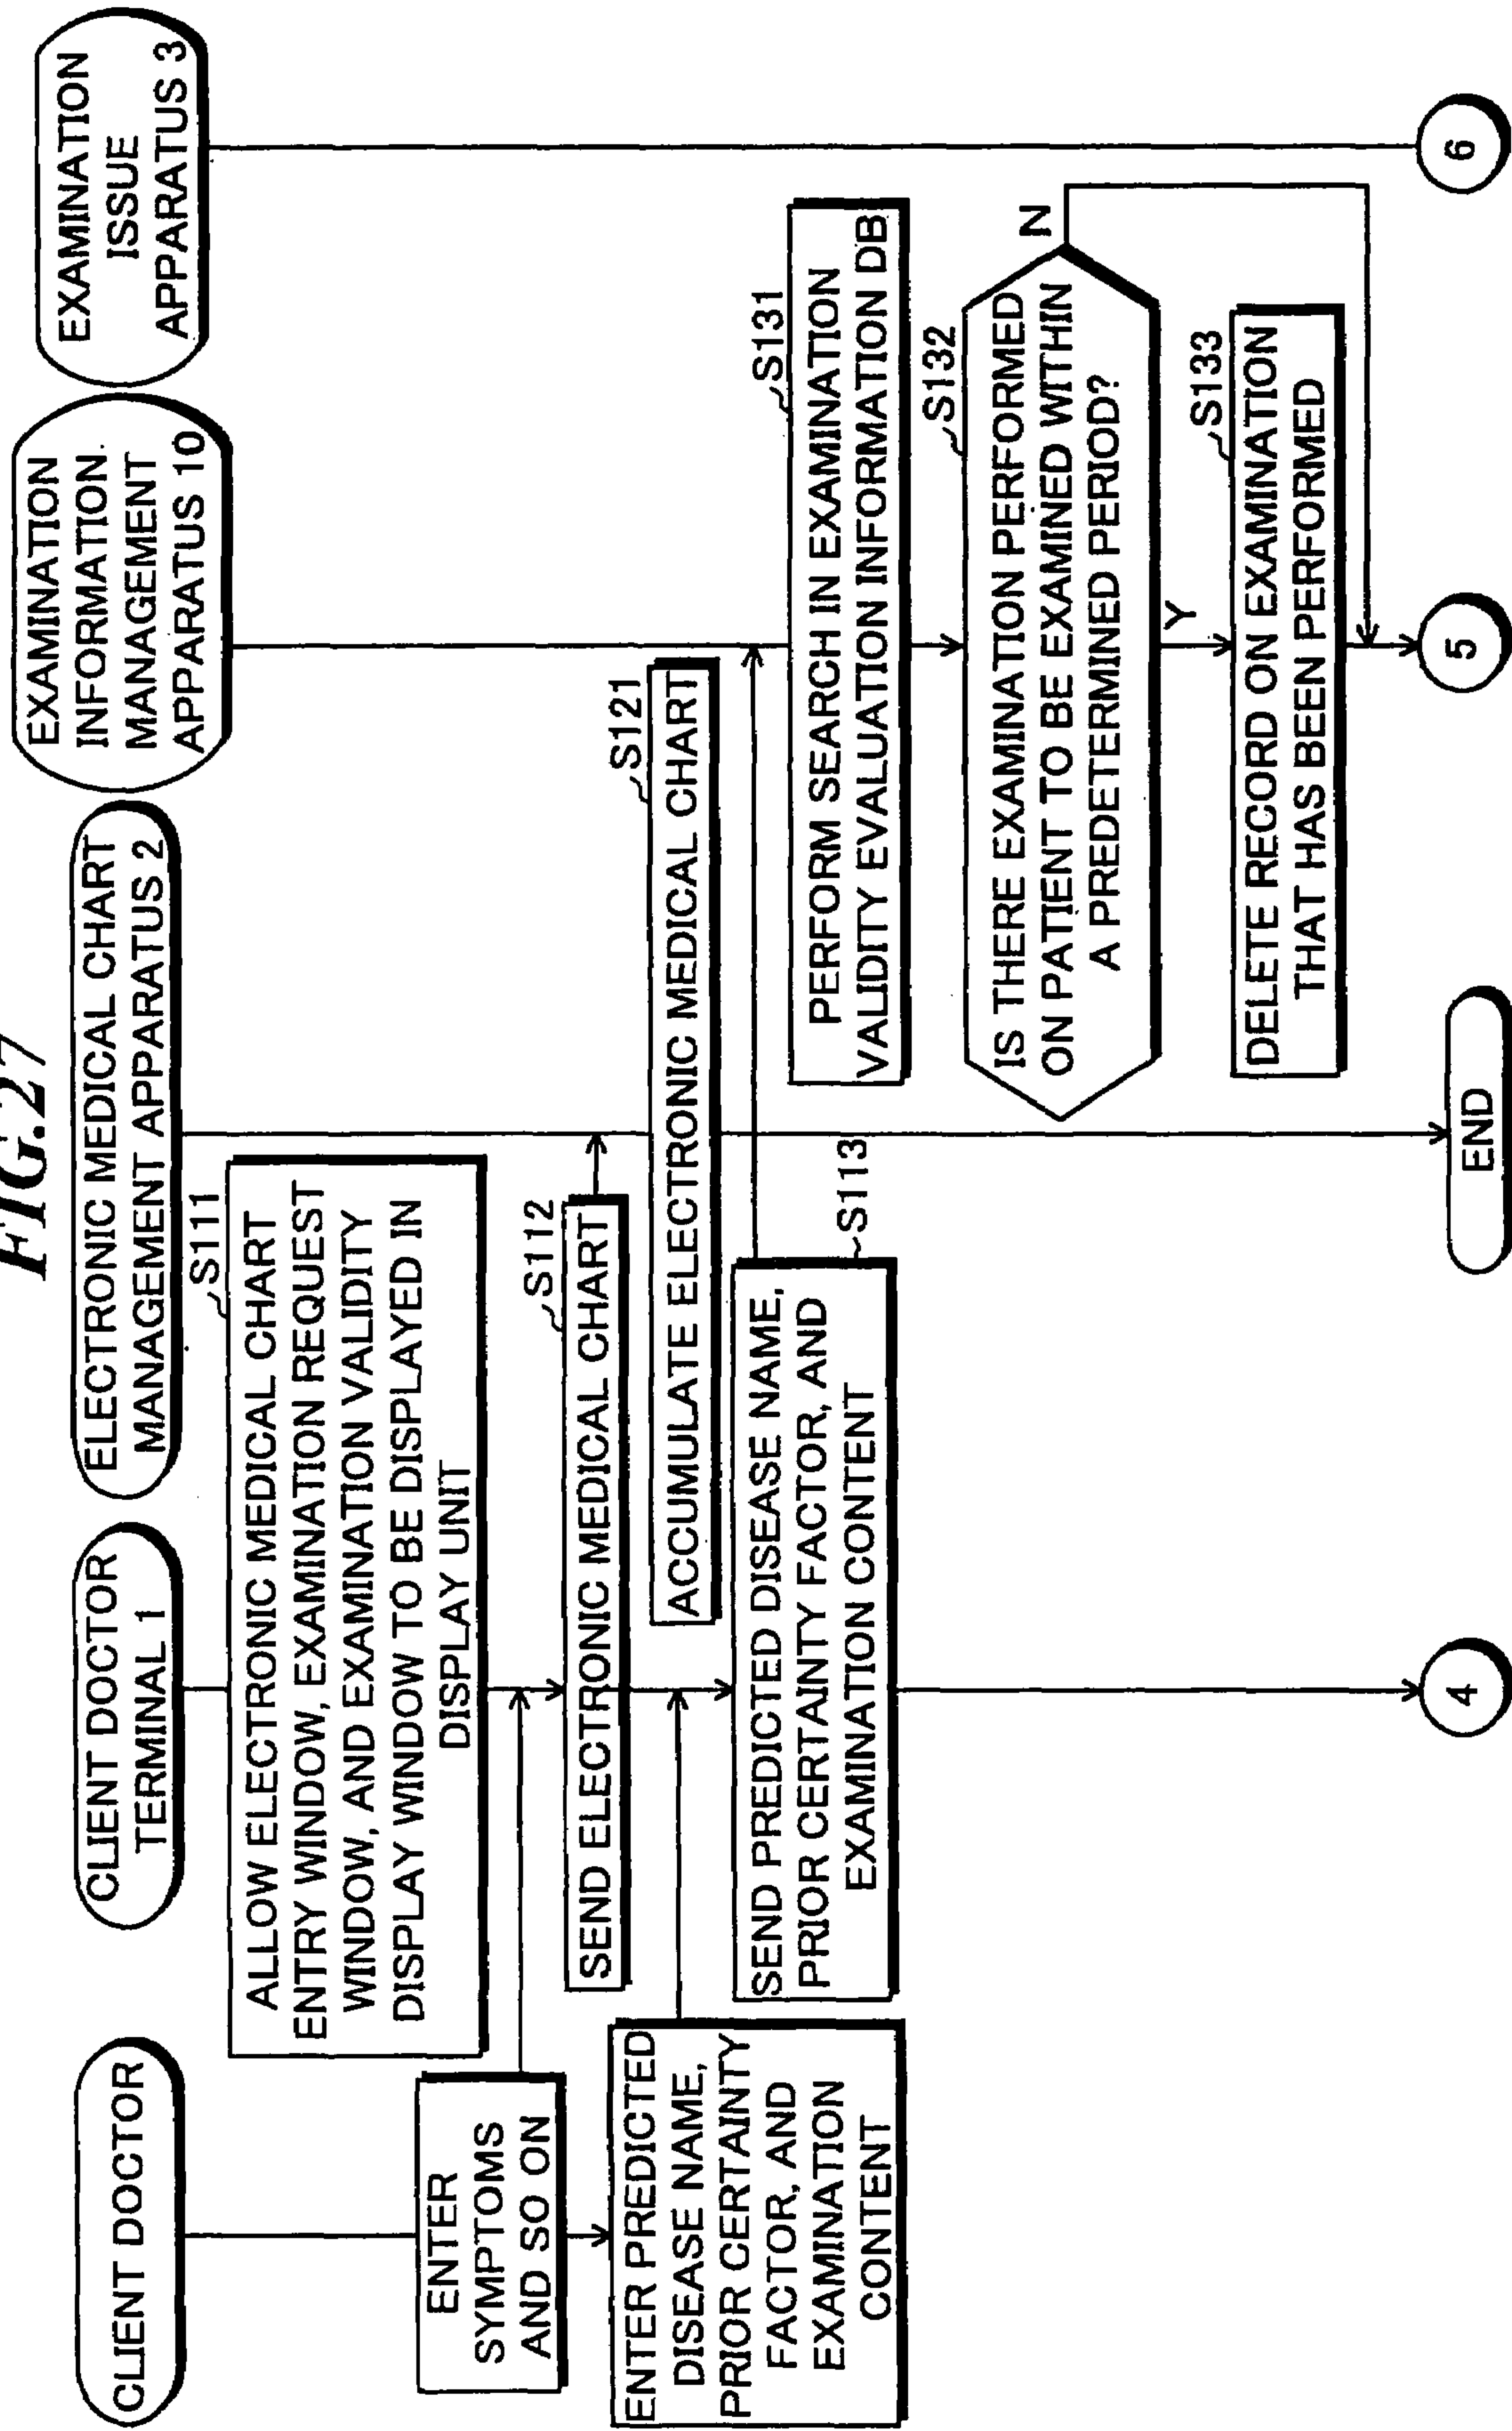 FIG.27
CLIENT DOCTOR
CLIENT DOCTOR
TERMINAL 1
ELECTRONIC MEDICAL CHART
MANAGEMENT APPARATUS 2
EXAMINATION
INFORMATION
MANAGEMENT
APPARATUS 10
EXAMINATION
ISSUE
APPARATUS 3
S111
ALLOW ELECTRONIC MEDICAL CHART
ENTRY WINDOW, EXAMINATION REQUEST
WINDOW, AND EXAMINATION VALIDITY
DISPLAY WINDOW TO BE DISPLAYED IN
DISPLAY UNIT
ENTER
SYMPTOMS
AND SO ON
S112
SEND ELECTRONIC MEDICAL CHART
S121
ACCUMULATE ELECTRONIC MEDICAL CHART
ENTER PREDICTED
DISEASE NAME,
PRIOR CERTAINTY
FACTOR, AND
EXAMINATION
CONTENT
SEND PREDICTED DISEASE NAME,
PRIOR CERTAINTY FACTOR, AND
EXAMINATION CONTENT
S113
S131
PERFORM SEARCH IN EXAMINATION
VALIDITY EVALUATION INFORMATION DB
S132
IS THERE EXAMINATION PERFORMED
ON PATIENT TO BE EXAMINED WITHIN
A PREDETERMINED PERIOD?
N
Y
S133
DELETE RECORD ON EXAMINATION
THAT HAS BEEN PERFORMED
4
END
5
6